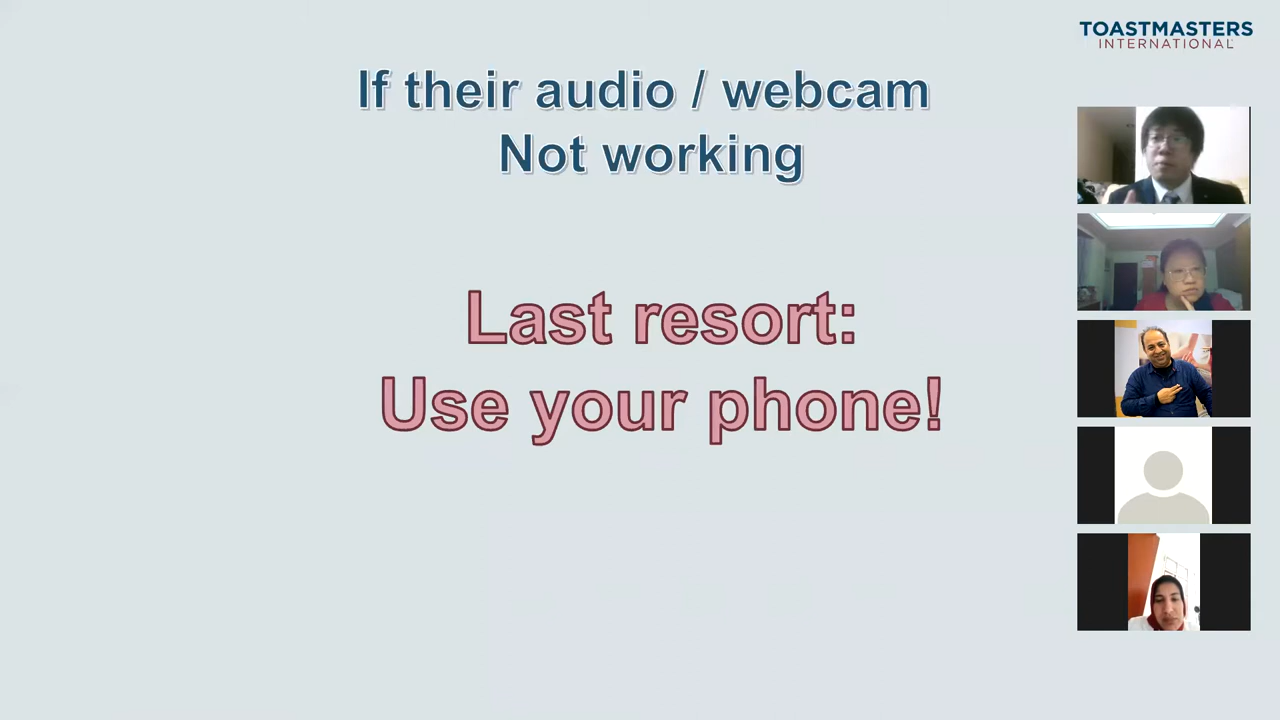 TOASTMASTERS
INTERNATIONAL
If their audio / webcam
Not working
Last resort:
Use your phone!